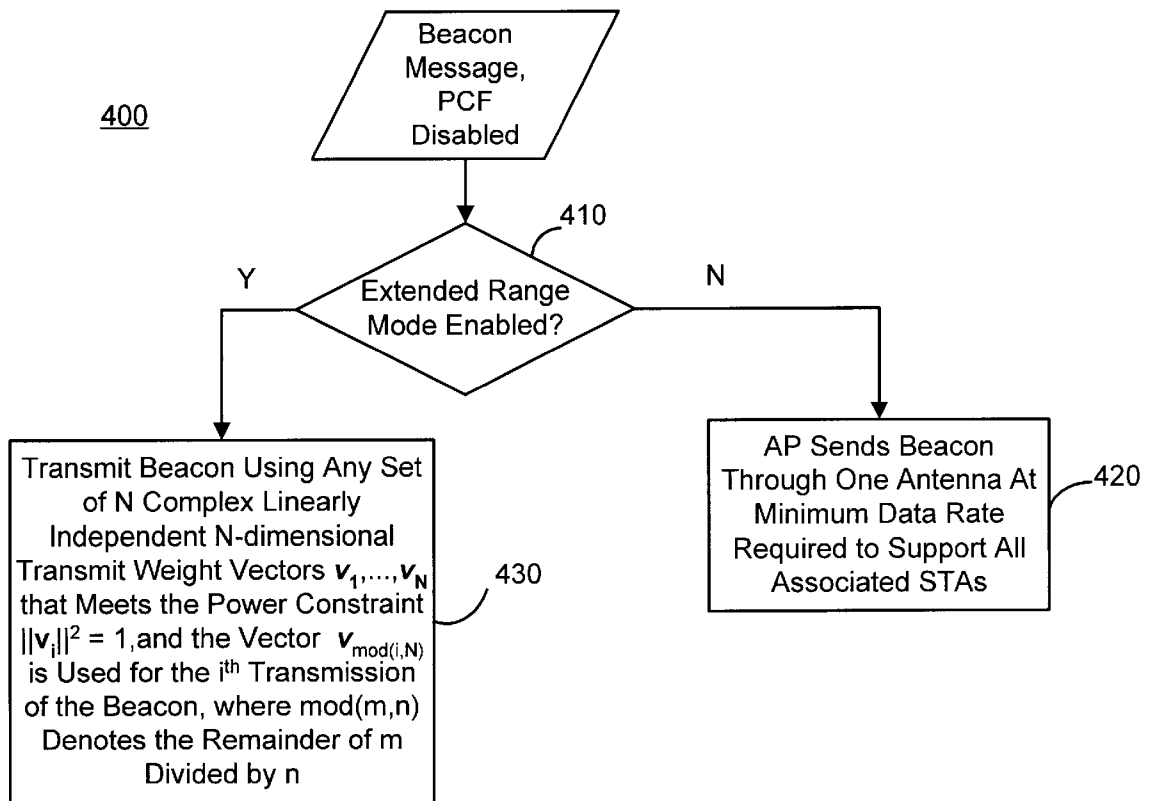 Beacon
Message,
PCF
Disabled
400
410
Y
N
Extended Range
Mode Enabled?
Transmit Beacon Using Any Set
of N Complex Linearly
Independent N-dimensional
Transmit Weight Vectors v₁,...,v_N
that Meets the Power Constraint
||vᵢ||² = 1,and the Vector v_mod(i,N)
is Used for the iᵗʰ Transmission
of the Beacon, where mod(m,n)
Denotes the Remainder of m
Divided by n
430
AP Sends Beacon
Through One Antenna At
Minimum Data Rate
Required to Support All
Associated STAs
420